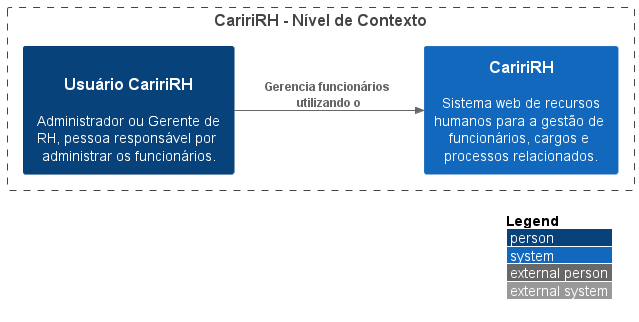 CaririRH - Nível de Contexto
Usuário CaririRH
Administrador ou Gerente de
RH, pessoa responsável por
administrar os funcionários.
Gerencia funcionários
utilizando o
CaririRH
Sistema web de recursos
humanos para a gestão de
funcionários, cargos e
processos relacionados.
Legend
person
system
external person
external system